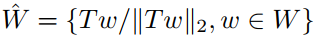 Ŵ = {Tw/‖Tw‖₂, w ∈ W}